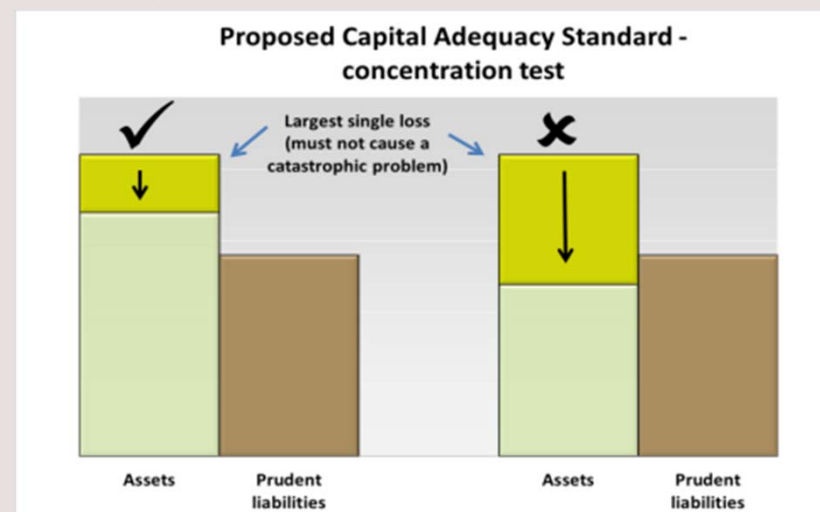 Proposed Capital Adequacy Standard -
concentration test
Largest single loss
(must not cause a
catastrophic problem)
Assets
Prudent
liabilities
Assets
Prudent
liabilities